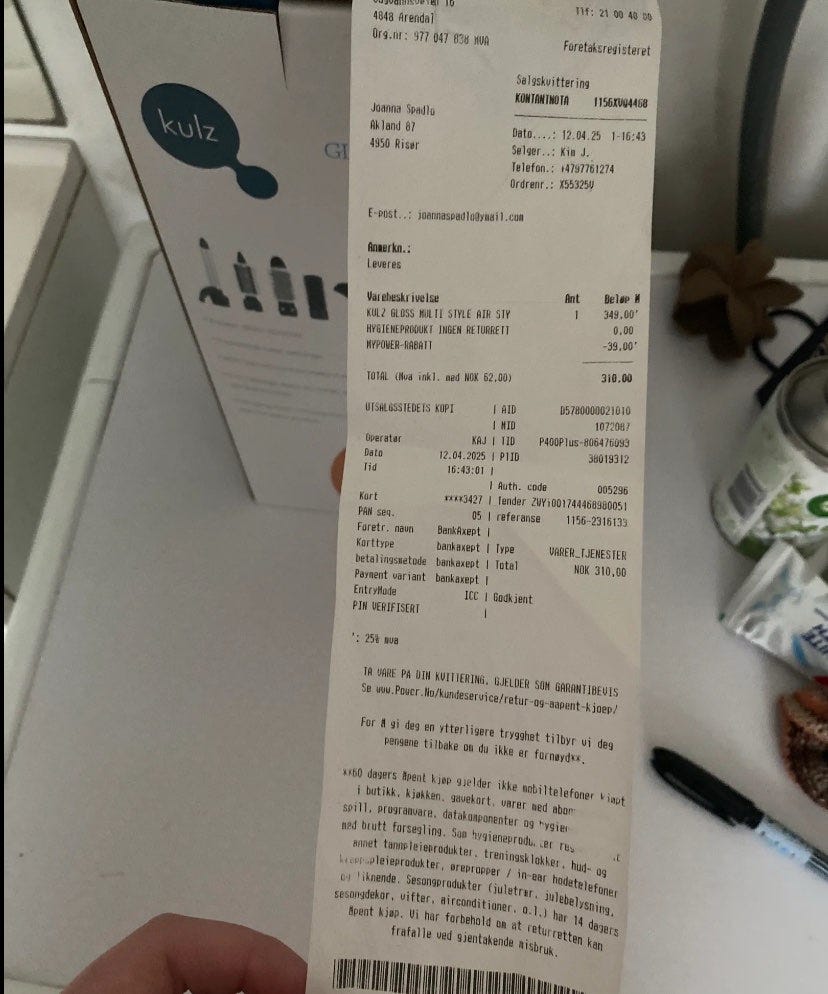 4848 Arendal
Tlf: 21 00 40 00
Org.nr: 977 047 838 MVA
Foretaksregisteret
Salgskvittering
KONTANTNOTA 1156XVQ4468
Joanna Spadlo
Akland 87
4950 Risør
Dato....: 12.04.25 1-16:43
Selger..: Kim J.
Telefon.: +4797761274
Ordrenr.: X55325V
E-post..: joannaspadlo@ymail.com
Anmerkn.:
Leveres
Varebeskrivelse Ant Beløp
KULZ GLOSS MULTI STYLE AIR STY 1 349,00'
HYGIENEPRODUKT INGEN RETURRETT 0,00
MYPOWER-RABATT -39,00'
TOTAL (Mva inkl. med NOK 62,00) 310,00
UTSALGSSTEDETS KOPI | AID D5780000021010
| MID 1072087
Operatør KAJ | TID P400Plus-806476093
Dato 12.04.2025 | PIID 38019312
Tid 16:43:01 |
| Auth. code 005296
Kort ****3427 | Tender ZWYi001744468980051
PAN seq. 05 | referanse 1156-2316133
Foretr. navn BankAxept |
Korttype bankaxept | Type VARER_TJENESTER
betalingsmetode bankaxept | Total NOK 310,00
Payment variant bankaxept |
EntryMode ICC | Godkjent
PIN VERIFISERT |
': 25% mva
TA VARE PÅ DIN KVITTERING, GJELDER SOM GARANTIBEVIS
Se www.Power.No/kundeservice/retur-og-aapent-kjoep/
For å gi deg en ytterligere trygghet tilbyr vi deg
pengene tilbake om du ikke er fornøyd**.
**60 dagers åpent kjøp gjelder ikke mobiltelefoner kjøpt
i butikk, kjøkken, gavekort, varer med abon
spill, programvare, datakomponenter og hygien
med brutt forsegling. Som hygieneprodu
annet tannpleieprodukter, treningsklokker, hud- og
kroppspleieprodukter, ørepropper / in-ear hodetelefoner
og liknende. Sesongprodukter (juletrær, julebelysning,
sesongdekor, vifter, airconditioner, o.l.) har 14 dagers
åpent kjøp. Vi har forbehold om at returretten kan
frafalle ved gjentakende misbruk.
kulz
GL